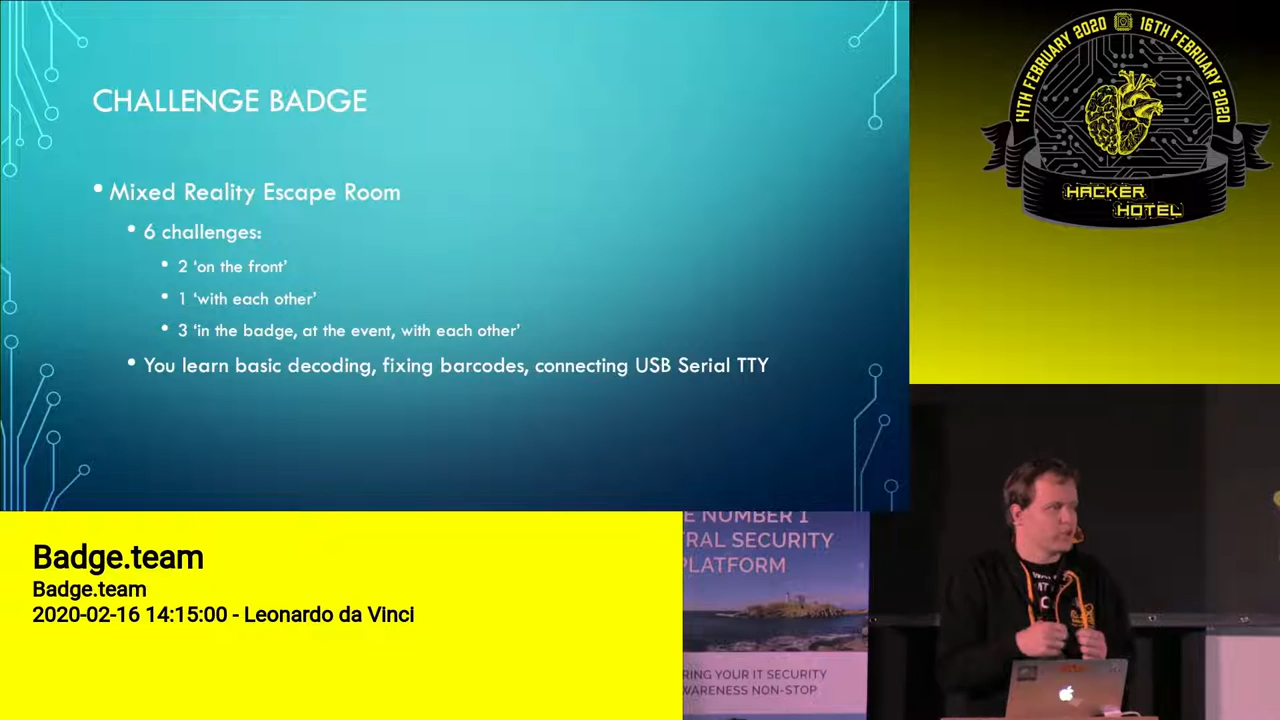 CHALLENGE BADGE
• Mixed Reality Escape Room
• 6 challenges:
• 2 ‘on the front’
• 1 ‘with each other’
• 3 ‘in the badge, at the event, with each other’
• You learn basic decoding, fixing barcodes, connecting USB Serial TTY
14TH FEBRUARY 2020
16TH FEBRUARY 2020
HACKER
HOTEL
Badge.team
Badge.team
2020-02-16 14:15:00 - Leonardo da Vinci
E NUMBER 1
TRAL SECURITY
PLATFORM
RING YOUR IT SECURITY
WARENESS NON-STOP